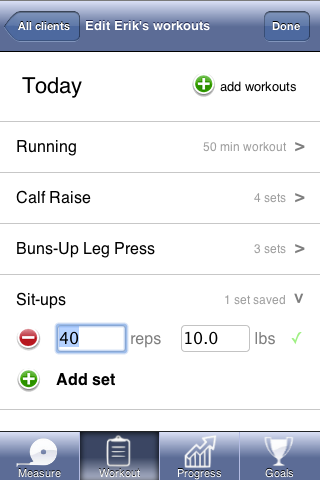 All clients Edit Erik's workouts Done
Today add workouts
Running 50 min workout >
Calf Raise 4 sets >
Buns-Up Leg Press 3 sets >
Sit-ups 1 set saved
40 reps 10.0 lbs ✓
Add set
Measure Workout Progress Goals